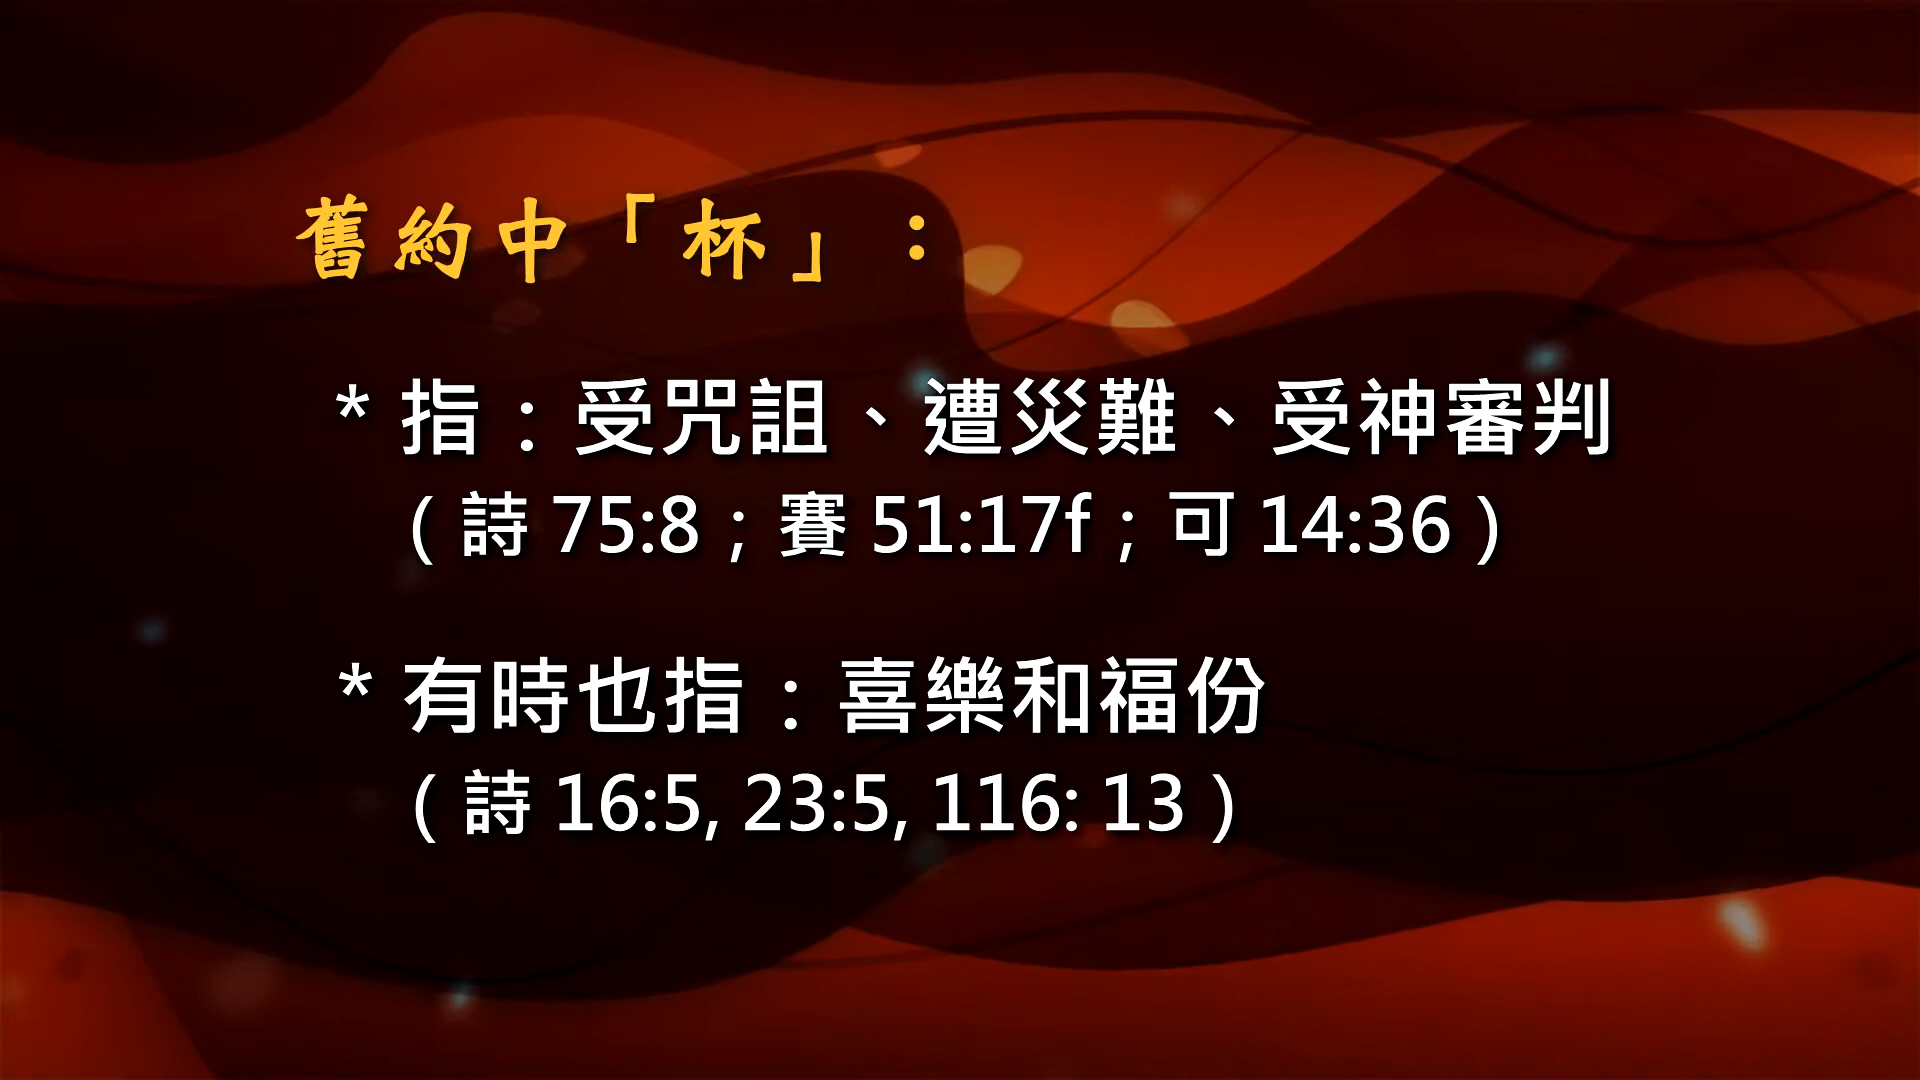 舊約中「杯」：
* 指：受咒詛、遭災難、受神審判
（詩 75:8；賽 51:17f；可 14:36）
* 有時也指：喜樂和福份
（詩 16:5, 23:5, 116: 13）